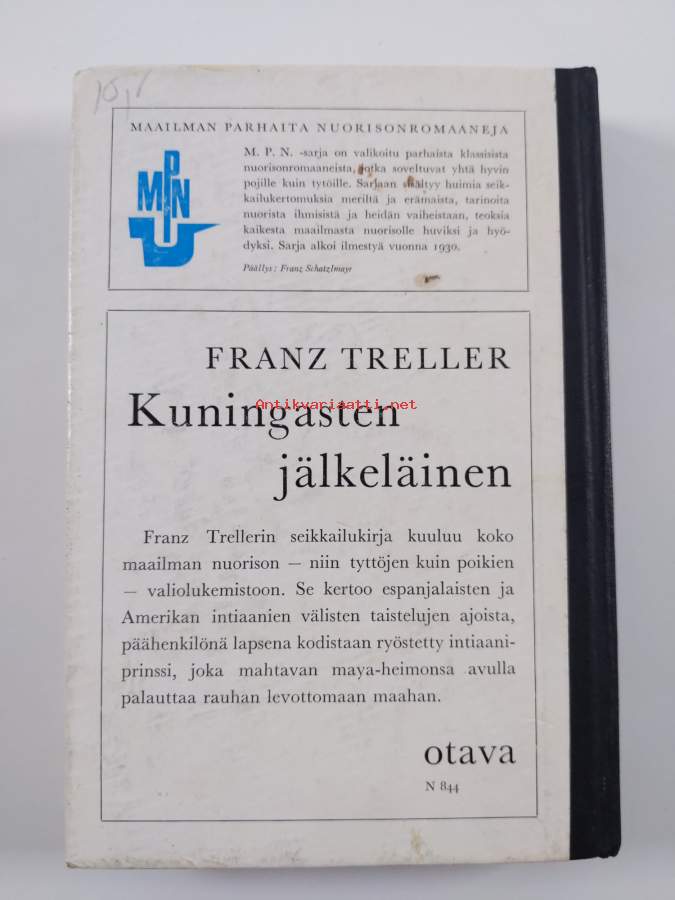 10,-
MAAILMAN PARHAITA NUORISONROMAANEJA
M. P. N. -sarja on valikoitu parhaista klassisista
nuorisonromaaneista, jotka soveltuvat yhtä hyvin
pojille kuin tytöille. Sarjaan sisältyy huimia seik-
kailukertomuksia meriltä ja erämaista, tarinoita
nuorista ihmisistä ja heidän vaiheistaan, teoksia
kaikesta maailmasta nuorisolle huviksi ja hyö-
dyksi. Sarja alkoi ilmestyä vuonna 1930.
Päällys: Franz Schatzlmayr
MPN
FRANZ TRELLER
Antikvariaatti.net
Kuningasten
jälkeläinen
Franz Trellerin seikkailukirja kuuluu koko
maailman nuorison — niin tyttöjen kuin poikien
— valiolukemistoon. Se kertoo espanjalaisten ja
Amerikan intiaanien välisten taistelujen ajoista,
päähenkilönä lapsena kodistaan ryöstetty intiaani-
prinssi, joka mahtavan maya-heimonsa avulla
palauttaa rauhan levottomaan maahan.
otava
N 844